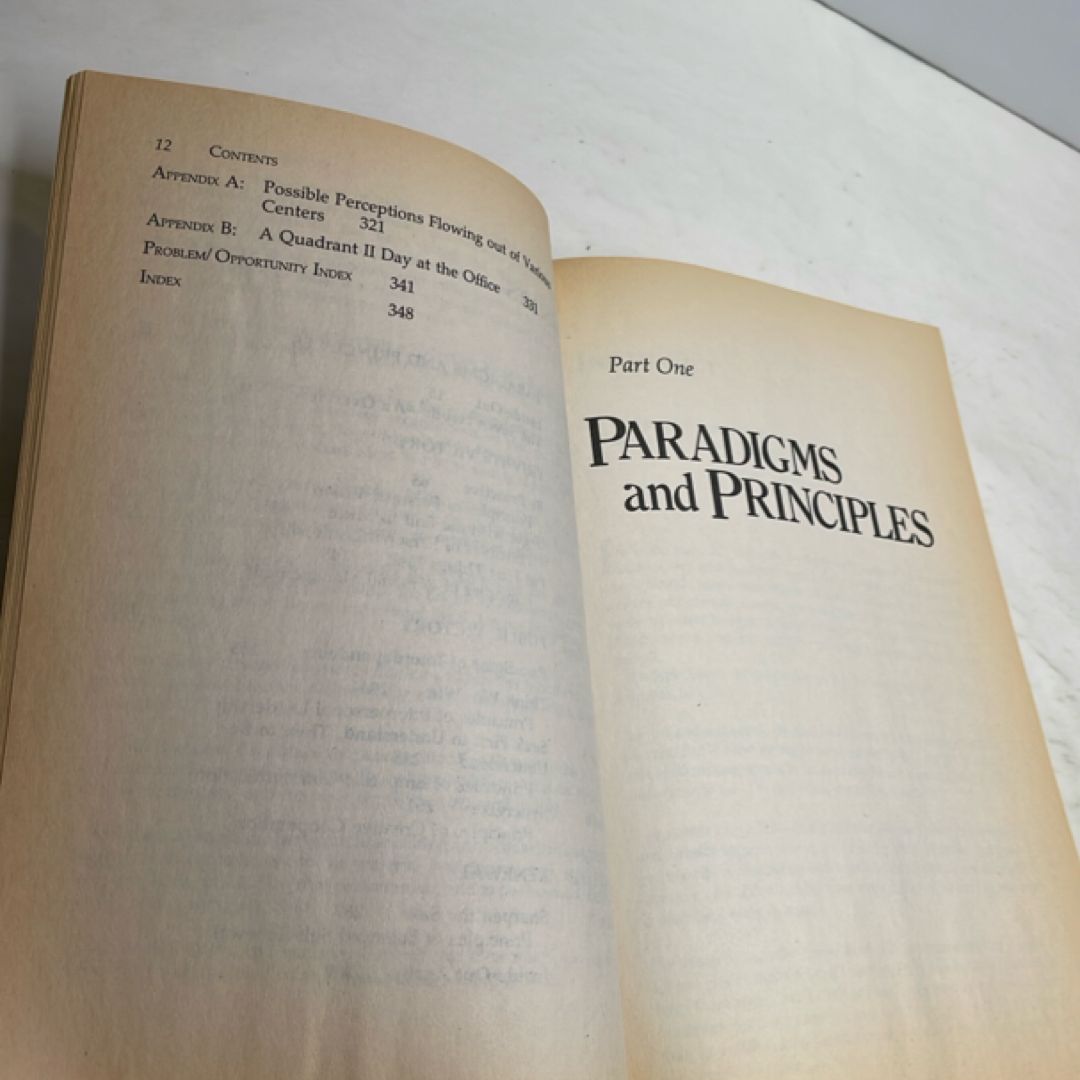 12 CONTENTS
APPENDIX A: Possible Perceptions Flowing out of Various
Centers 321
APPENDIX B: A Quadrant II Day at the Office 331
PROBLEM/OPPORTUNITY INDEX 341
INDEX 348
Part One
PARADIGMS
and PRINCIPLES